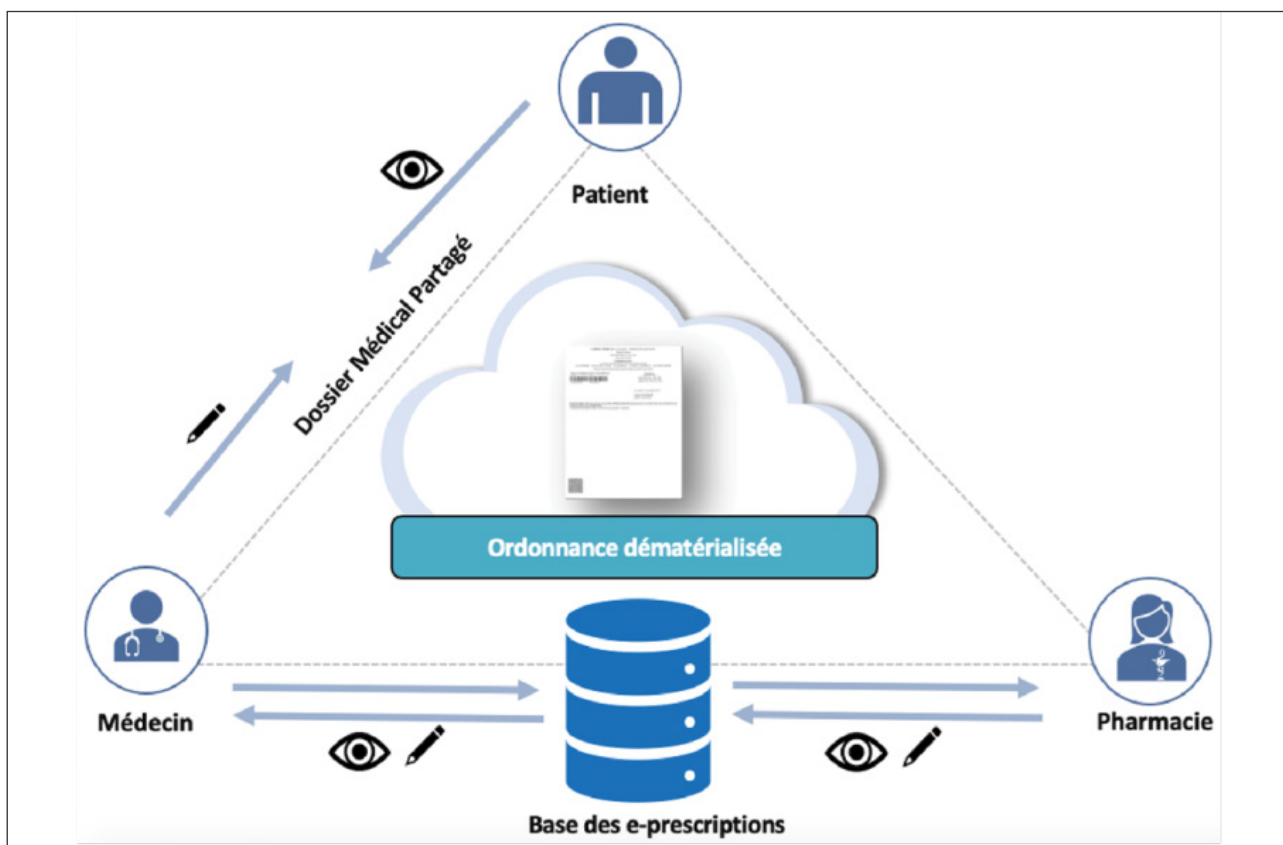 Patient
Dossier Médical Partagé
Ordonnance dématérialisée
Médecin
Pharmacie
Base des e-prescriptions